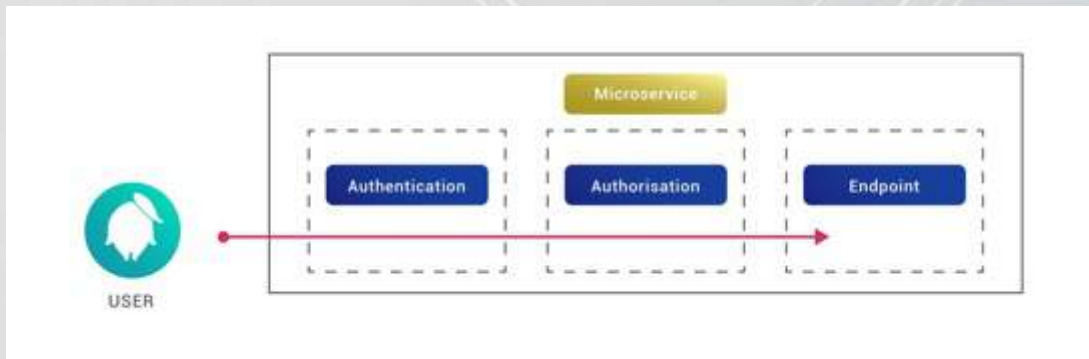 Microservice
Authentication
Authorisation
Endpoint
USER